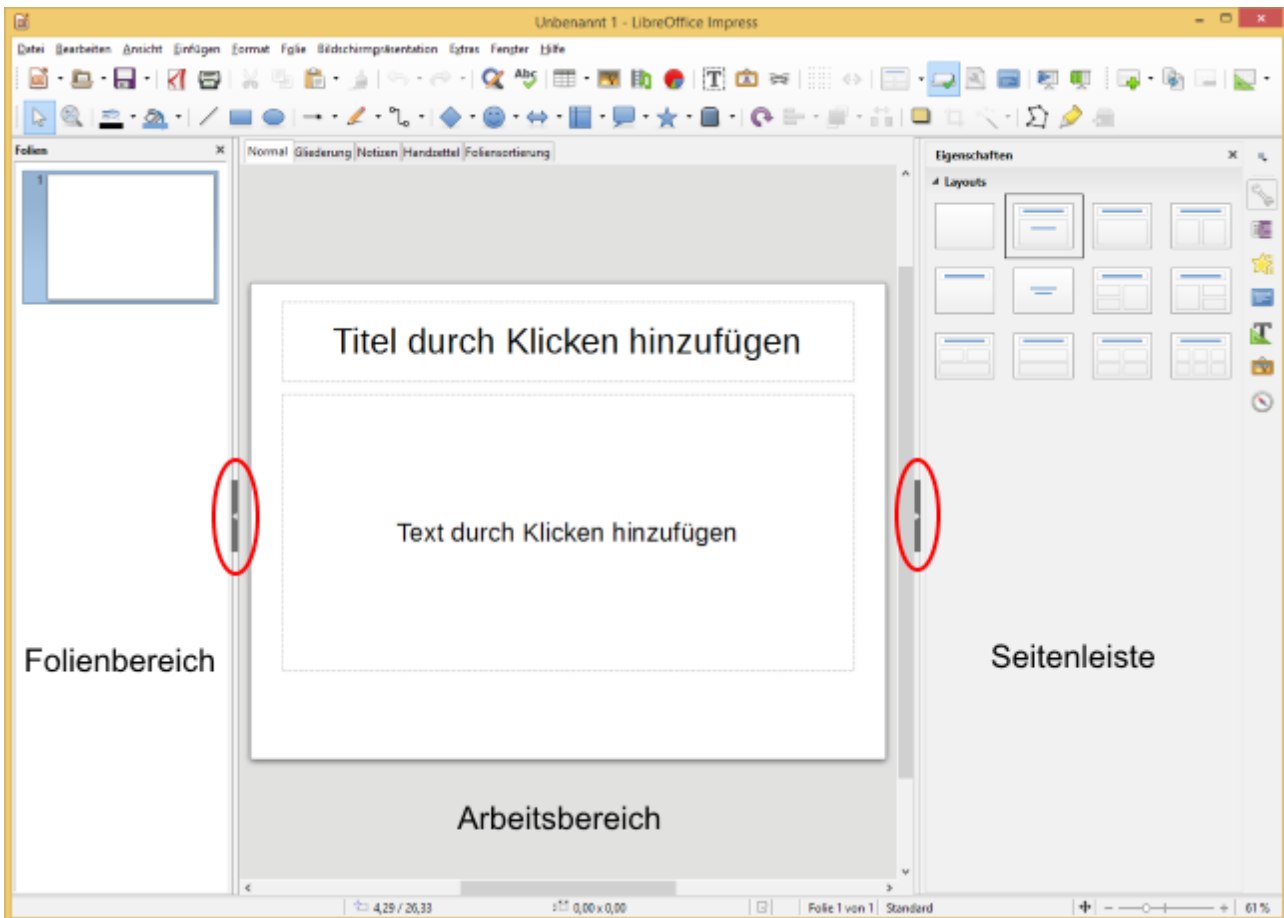 Unbenannt 1 - LibreOffice Impress
Datei Bearbeiten Ansicht Einfügen Format Folie Bildschirmpräsentation Extras Fenster Hilfe
Abc
T
Folien
Normal Gliederung Notizen Handzettel Foliensortierung
Eigenschaften
Layouts
1
T
Titel durch Klicken hinzufügen
Text durch Klicken hinzufügen
Folienbereich
Seitenleiste
Arbeitsbereich
4,29 / 26,33 0,00 x 0,00 Folie 1 von 1 Standard 61 %